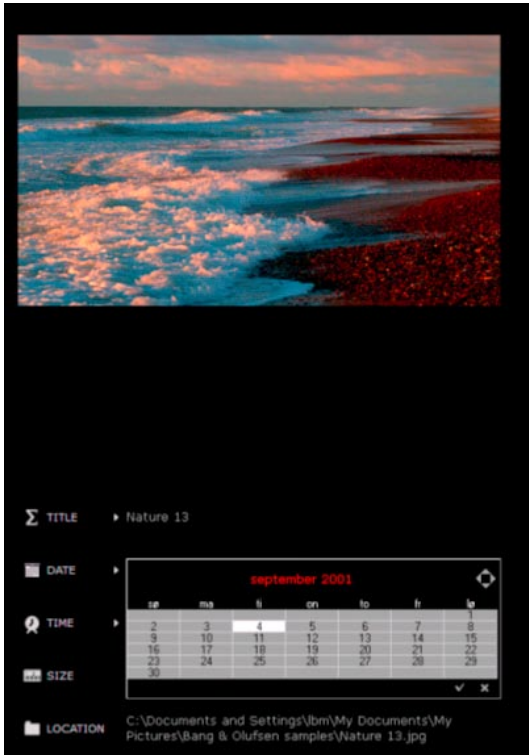 TITLE Nature 13
DATE
september 2001
sø ma ti on to fr lø
1
2 3 4 5 6 7 8
9 10 11 12 13 14 15
16 17 18 19 20 21 22
23 24 25 26 27 28 29
30
TIME
SIZE
LOCATION C:\Documents and Settings\lbm\My Documents\My
Pictures\Bang & Olufsen samples\Nature 13.jpg